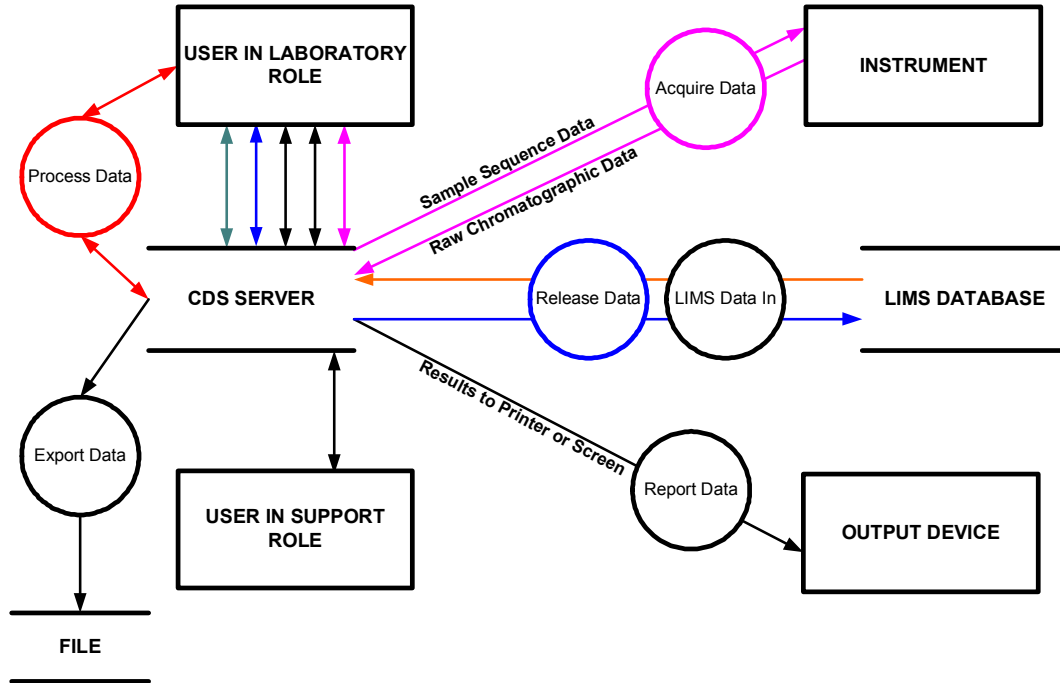 USER IN LABORATORY
ROLE
Acquire Data
INSTRUMENT
Process Data
Sample Sequence Data
Raw Chromatographic Data
CDS SERVER
Release Data
LIMS Data In
LIMS DATABASE
Results to Printer or Screen
Export Data
USER IN SUPPORT
ROLE
Report Data
OUTPUT DEVICE
FILE